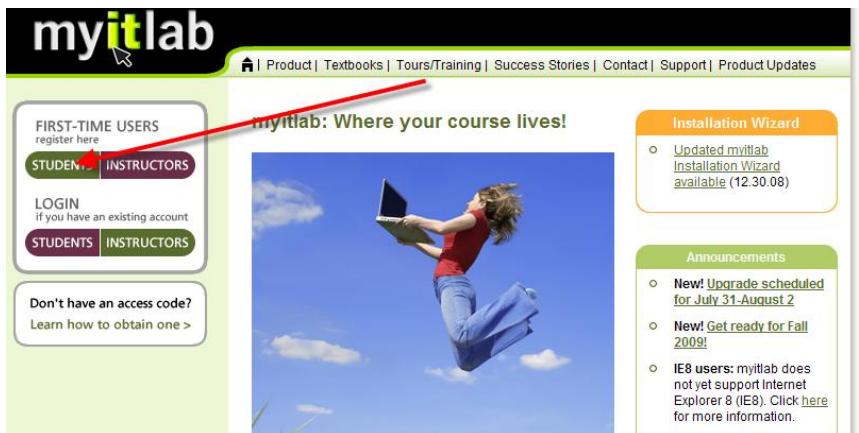 myitlab
Product | Textbooks | Tours/Training | Success Stories | Contact | Support | Product Updates
FIRST-TIME USERS
register here
STUDENTS INSTRUCTORS
LOGIN
if you have an existing account
STUDENTS INSTRUCTORS
Don't have an access code?
Learn how to obtain one >
myitlab: Where your course lives!
Installation Wizard
Updated myitlab
Installation Wizard
available (12.30.08)
Announcements
New! Upgrade scheduled
for July 31-August 2
New! Get ready for Fall
2009!
IE8 users: myitlab does
not yet support Internet
Explorer 8 (IE8). Click here
for more information.